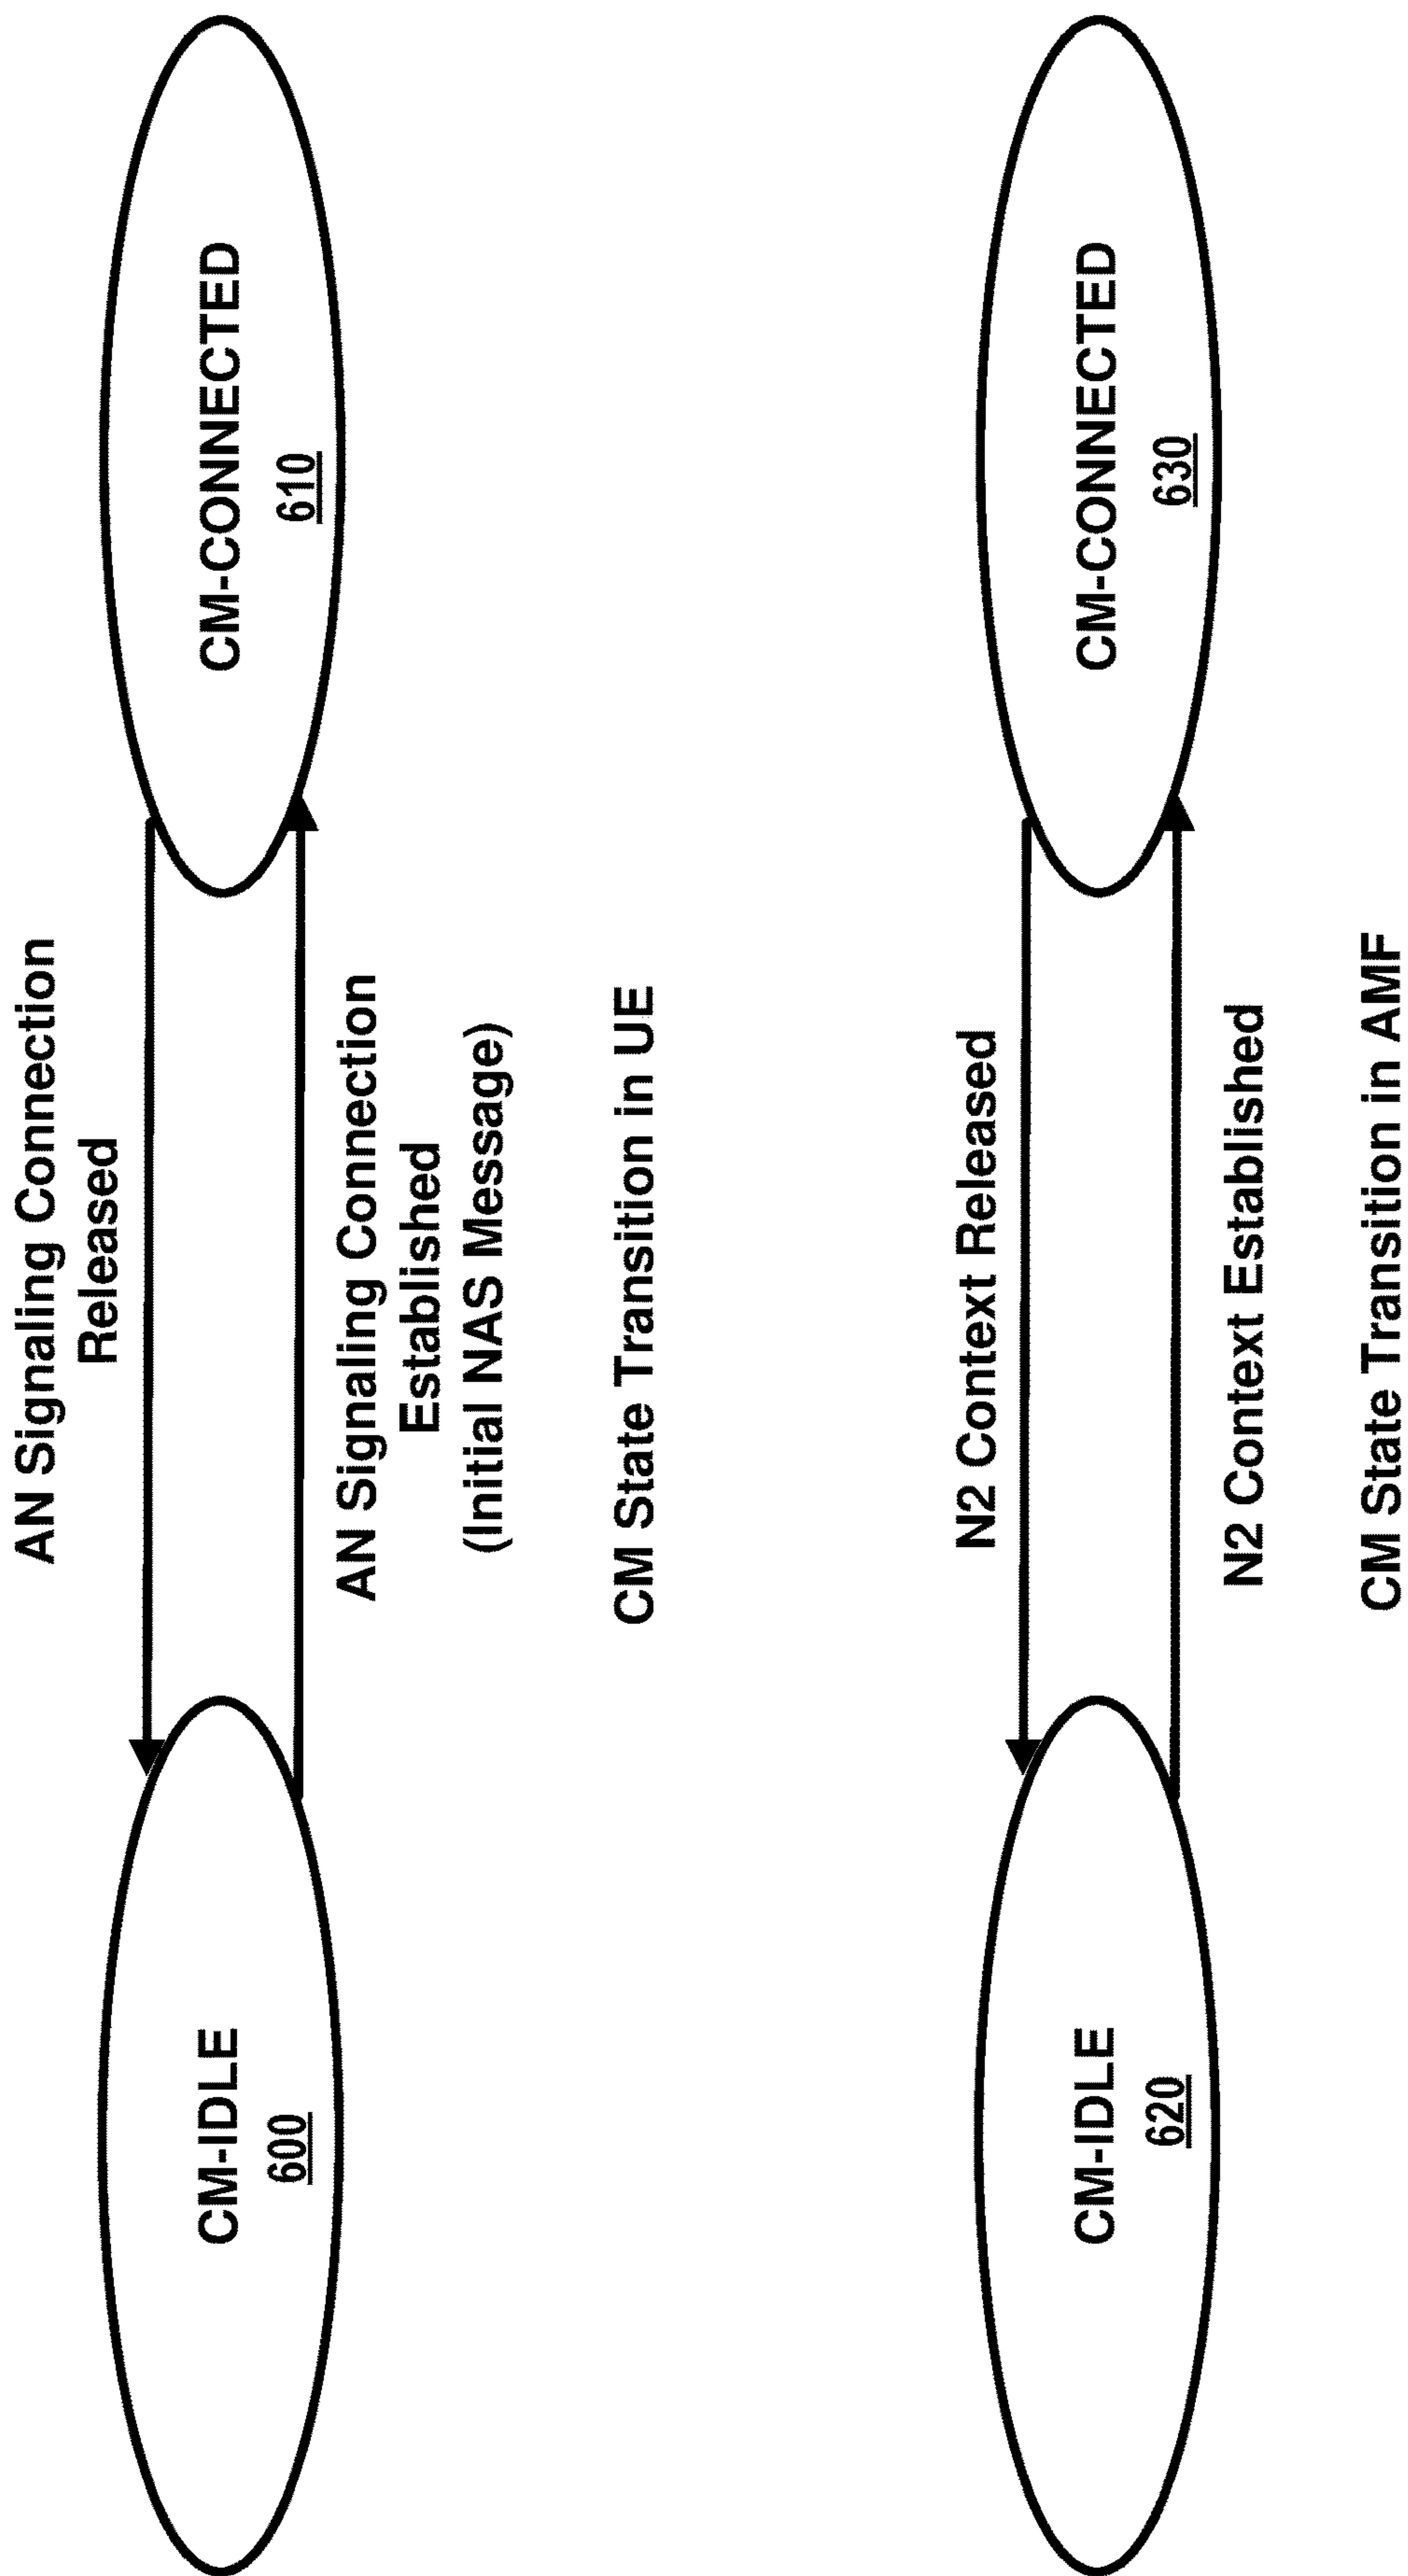 AN Signaling Connection
Released
CM-IDLE
600
CM-CONNECTED
610
AN Signaling Connection
Established
(Initial NAS Message)
CM State Transition in UE
N2 Context Released
CM-IDLE
620
CM-CONNECTED
630
N2 Context Established
CM State Transition in AMF